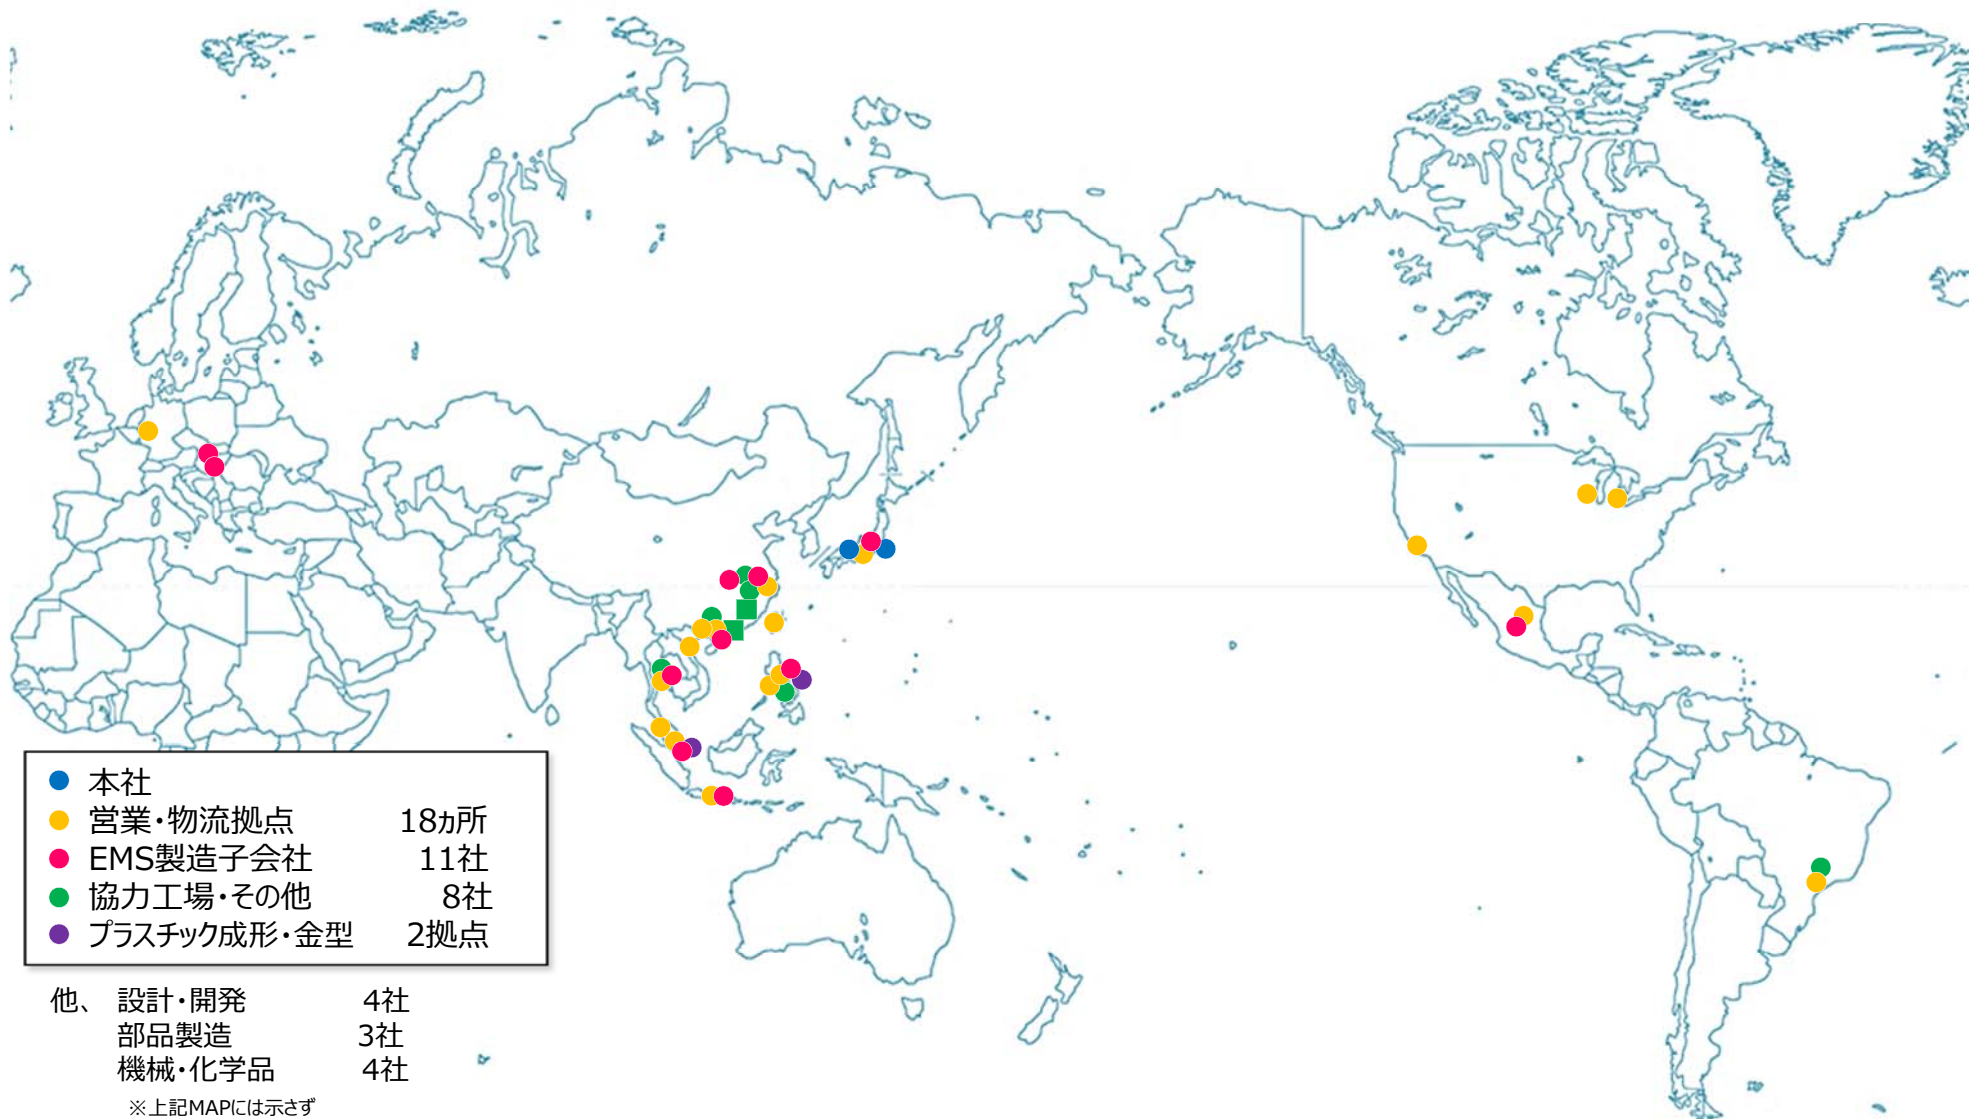 本社
営業・物流拠点 18ヵ所
EMS製造子会社 11社
協力工場・その他 8社
プラスチック成形・金型 2拠点
他、 設計・開発 4社
部品製造 3社
機械・化学品 4社
※上記MAPには示さず